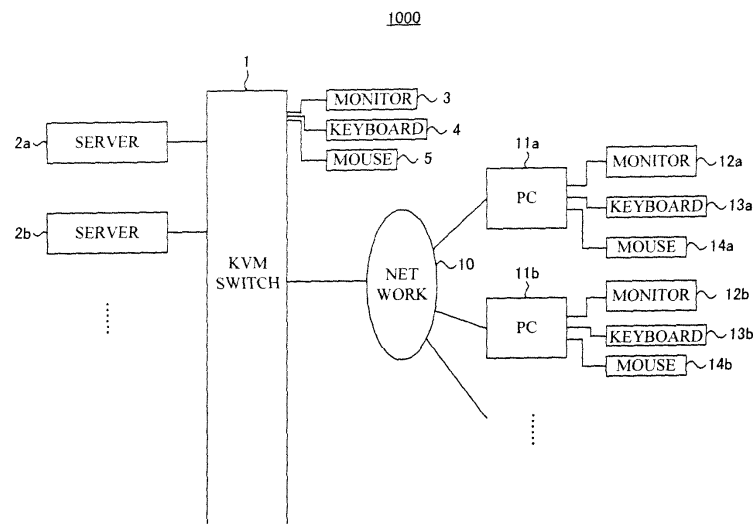 1000
1
MONITOR 3
KEYBOARD 4
MOUSE 5
2a SERVER
2b SERVER
KVM
SWITCH
NET
WORK
10
11a
PC
MONITOR 12a
KEYBOARD 13a
MOUSE 14a
11b
PC
MONITOR 12b
KEYBOARD 13b
MOUSE 14b